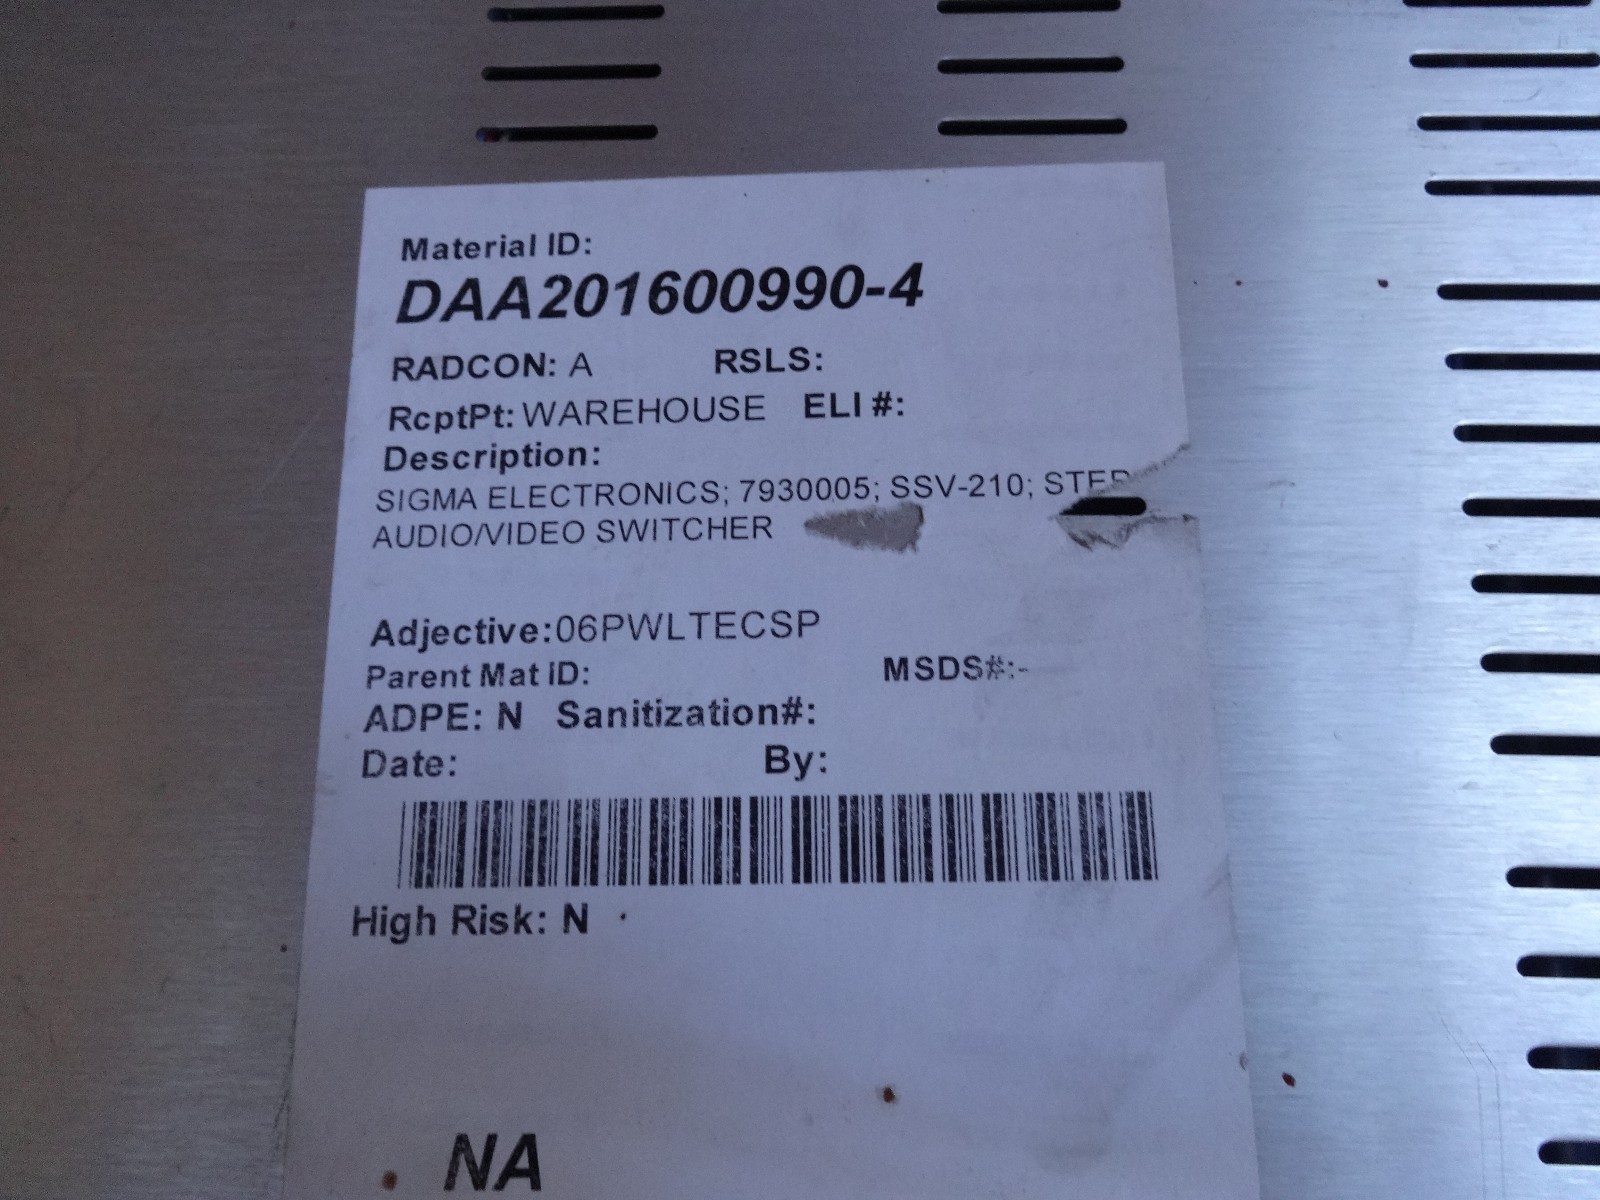 Material ID:
DAA201600990-4
RADCON: A RSLS:
RcptPt: WAREHOUSE ELI #:
Description:
SIGMA ELECTRONICS; 7930005; SSV-210;
AUDIO/VIDEO SWITCHER
Adjective:06PWLTECSP
Parent Mat ID: MSDS#:-
ADPE: N Sanitization#:
Date: By:
High Risk: N
NA